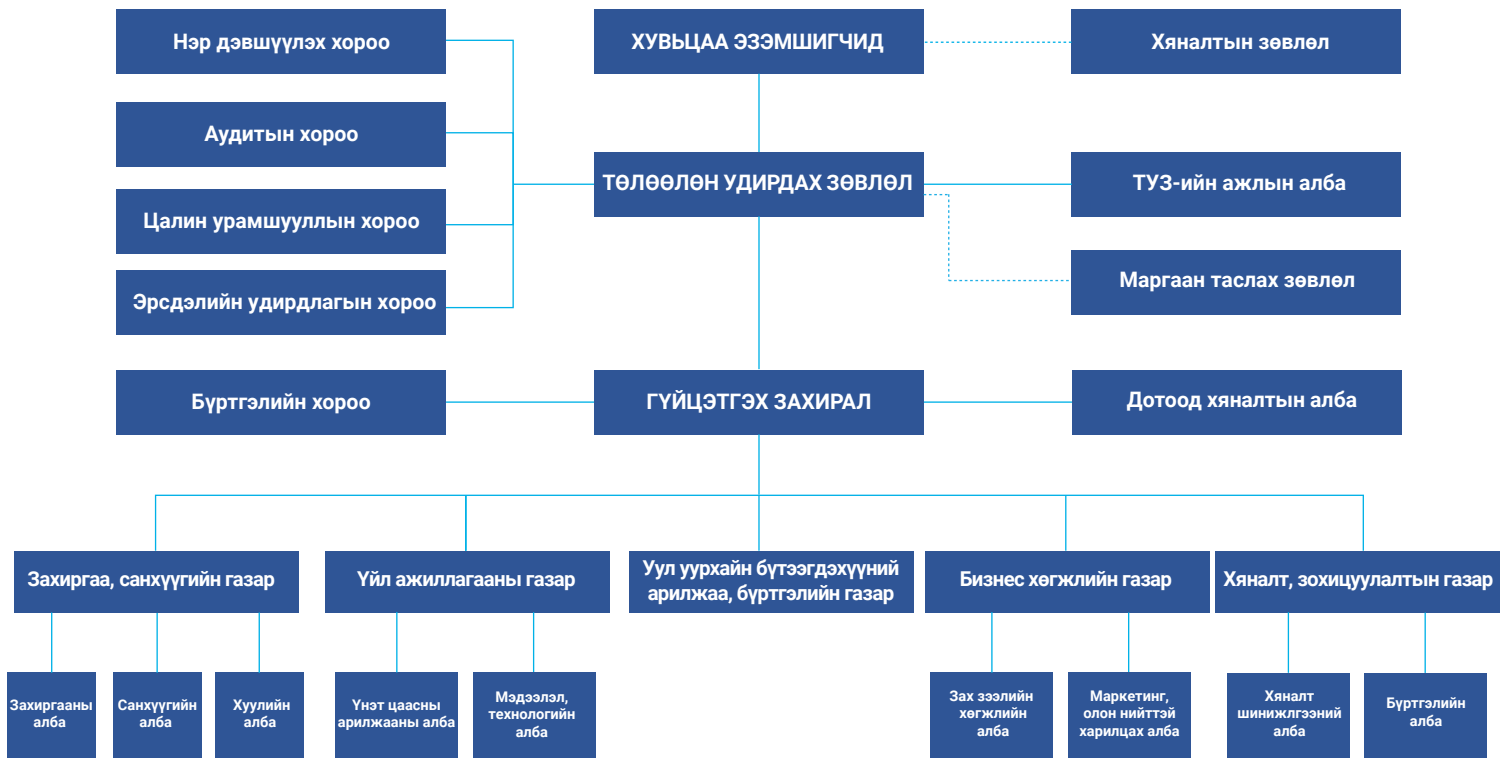 Нэр дэвшүүлэх хороо
ХУВЬЦАА ЭЗЭМШИГЧИД
Хяналтын зөвлөл
Аудитын хороо
ТӨЛӨӨЛӨН УДИРДАХ ЗӨВЛӨЛ
ТУЗ-ийн ажлын алба
Цалин урамшууллын хороо
Маргаан таслах зөвлөл
Эрсдэлийн удирдлагын хороо
Бүртгэлийн хороо
ГҮЙЦЭТГЭХ ЗАХИРАЛ
Дотоод хяналтын алба
Захиргаа, санхүүгийн газар
Үйл ажиллагааны газар
Уул уурхайн бүтээгдэхүүний
арилжаа, бүртгэлийн газар
Бизнес хөгжлийн газар
Хяналт, зохицуулалтын газар
Захиргааны
алба
Санхүүгийн
алба
Хуулийн
алба
Үнэт цаасны
арилжааны алба
Мэдээлэл,
технологийн
алба
Зах зээлийн
хөгжлийн
алба
Маркетинг,
олон нийттэй
харилцах алба
Хяналт
шинижлгээний
алба
Бүртгэлийн
алба